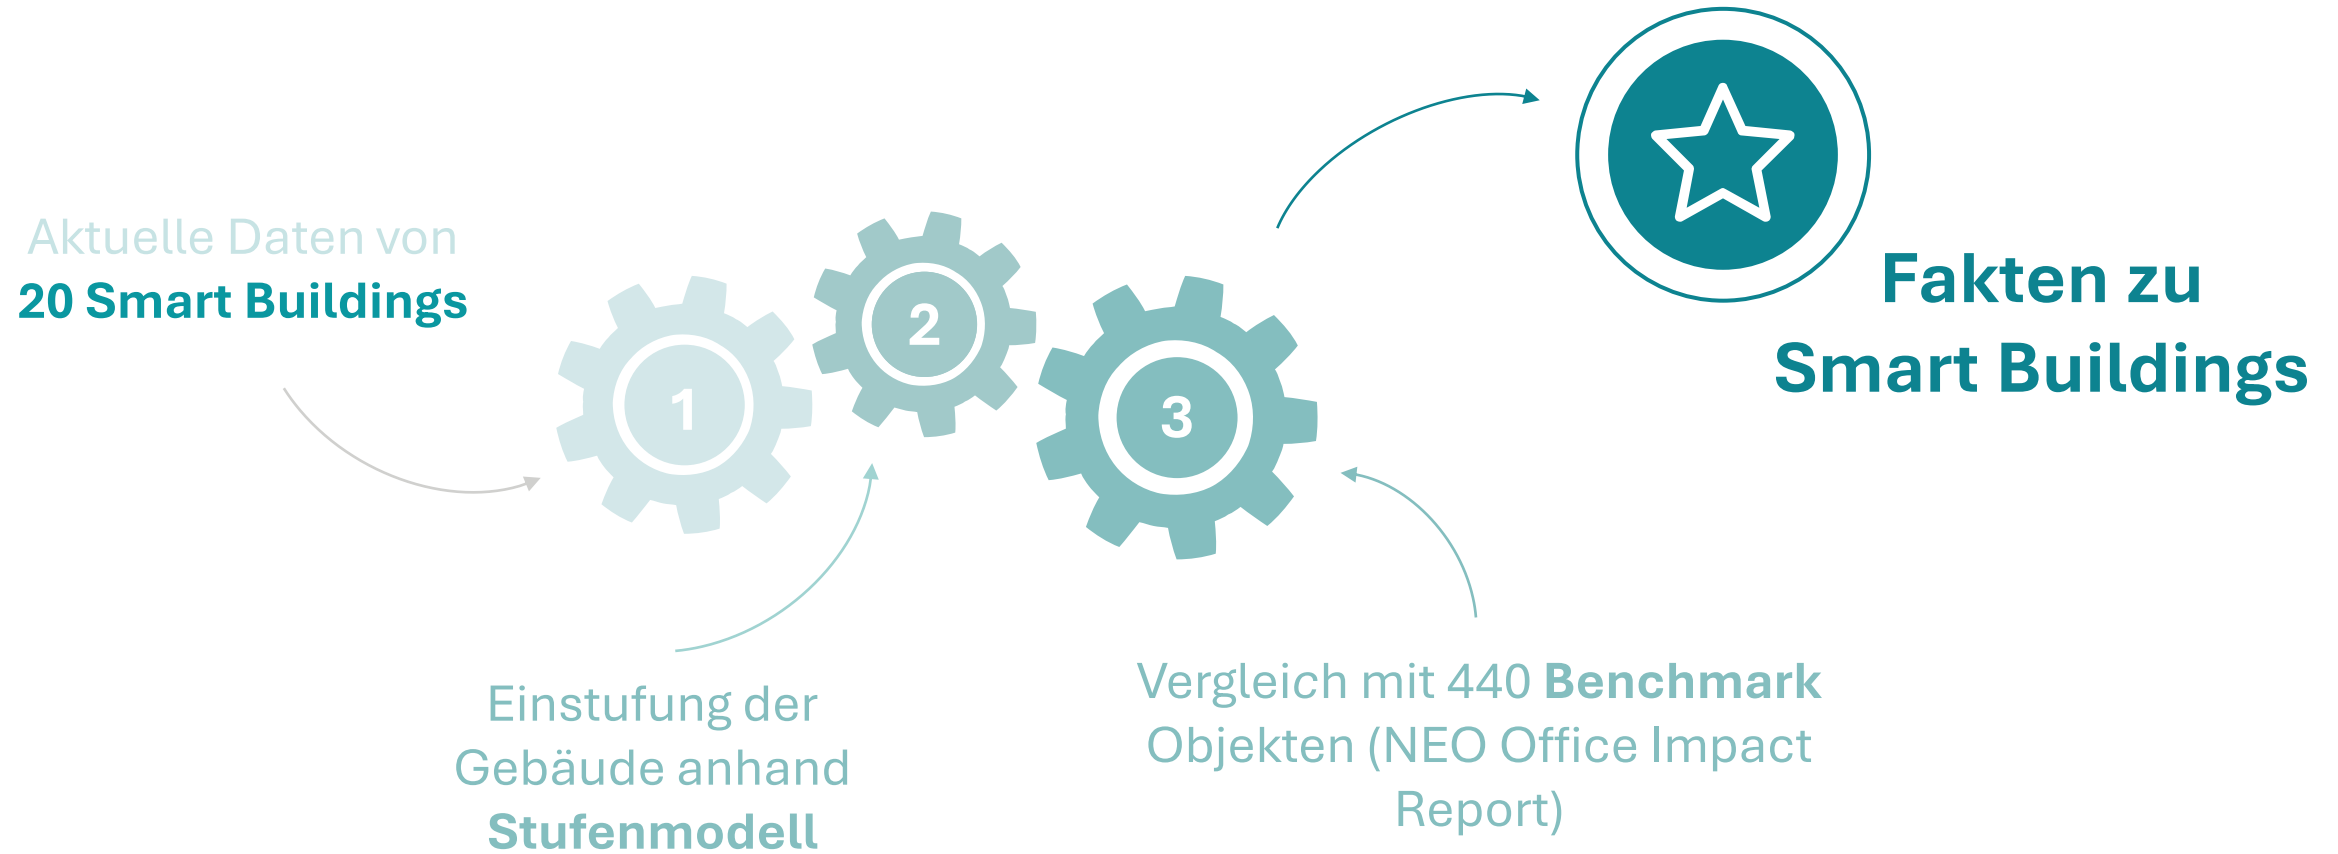 Aktuelle Daten von
20 Smart Buildings
1
2
3
Einstufung der
Gebäude anhand
Stufenmodell
Vergleich mit 440 Benchmark
Objekten (NEO Office Impact
Report)
Fakten zu
Smart Buildings